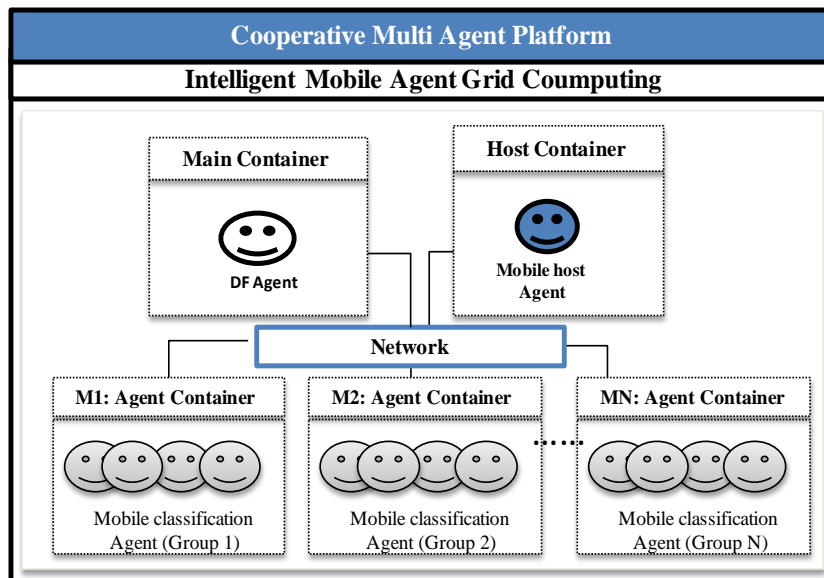 Cooperative Multi Agent Platform
Intelligent Mobile Agent Grid Coumputing
Main Container
Host Container
DF Agent
Mobile host
Agent
Network
M1: Agent Container
M2: Agent Container
MN: Agent Container
......
Mobile classification
Agent (Group 1)
Mobile classification
Agent (Group 2)
Mobile classification
Agent (Group N)